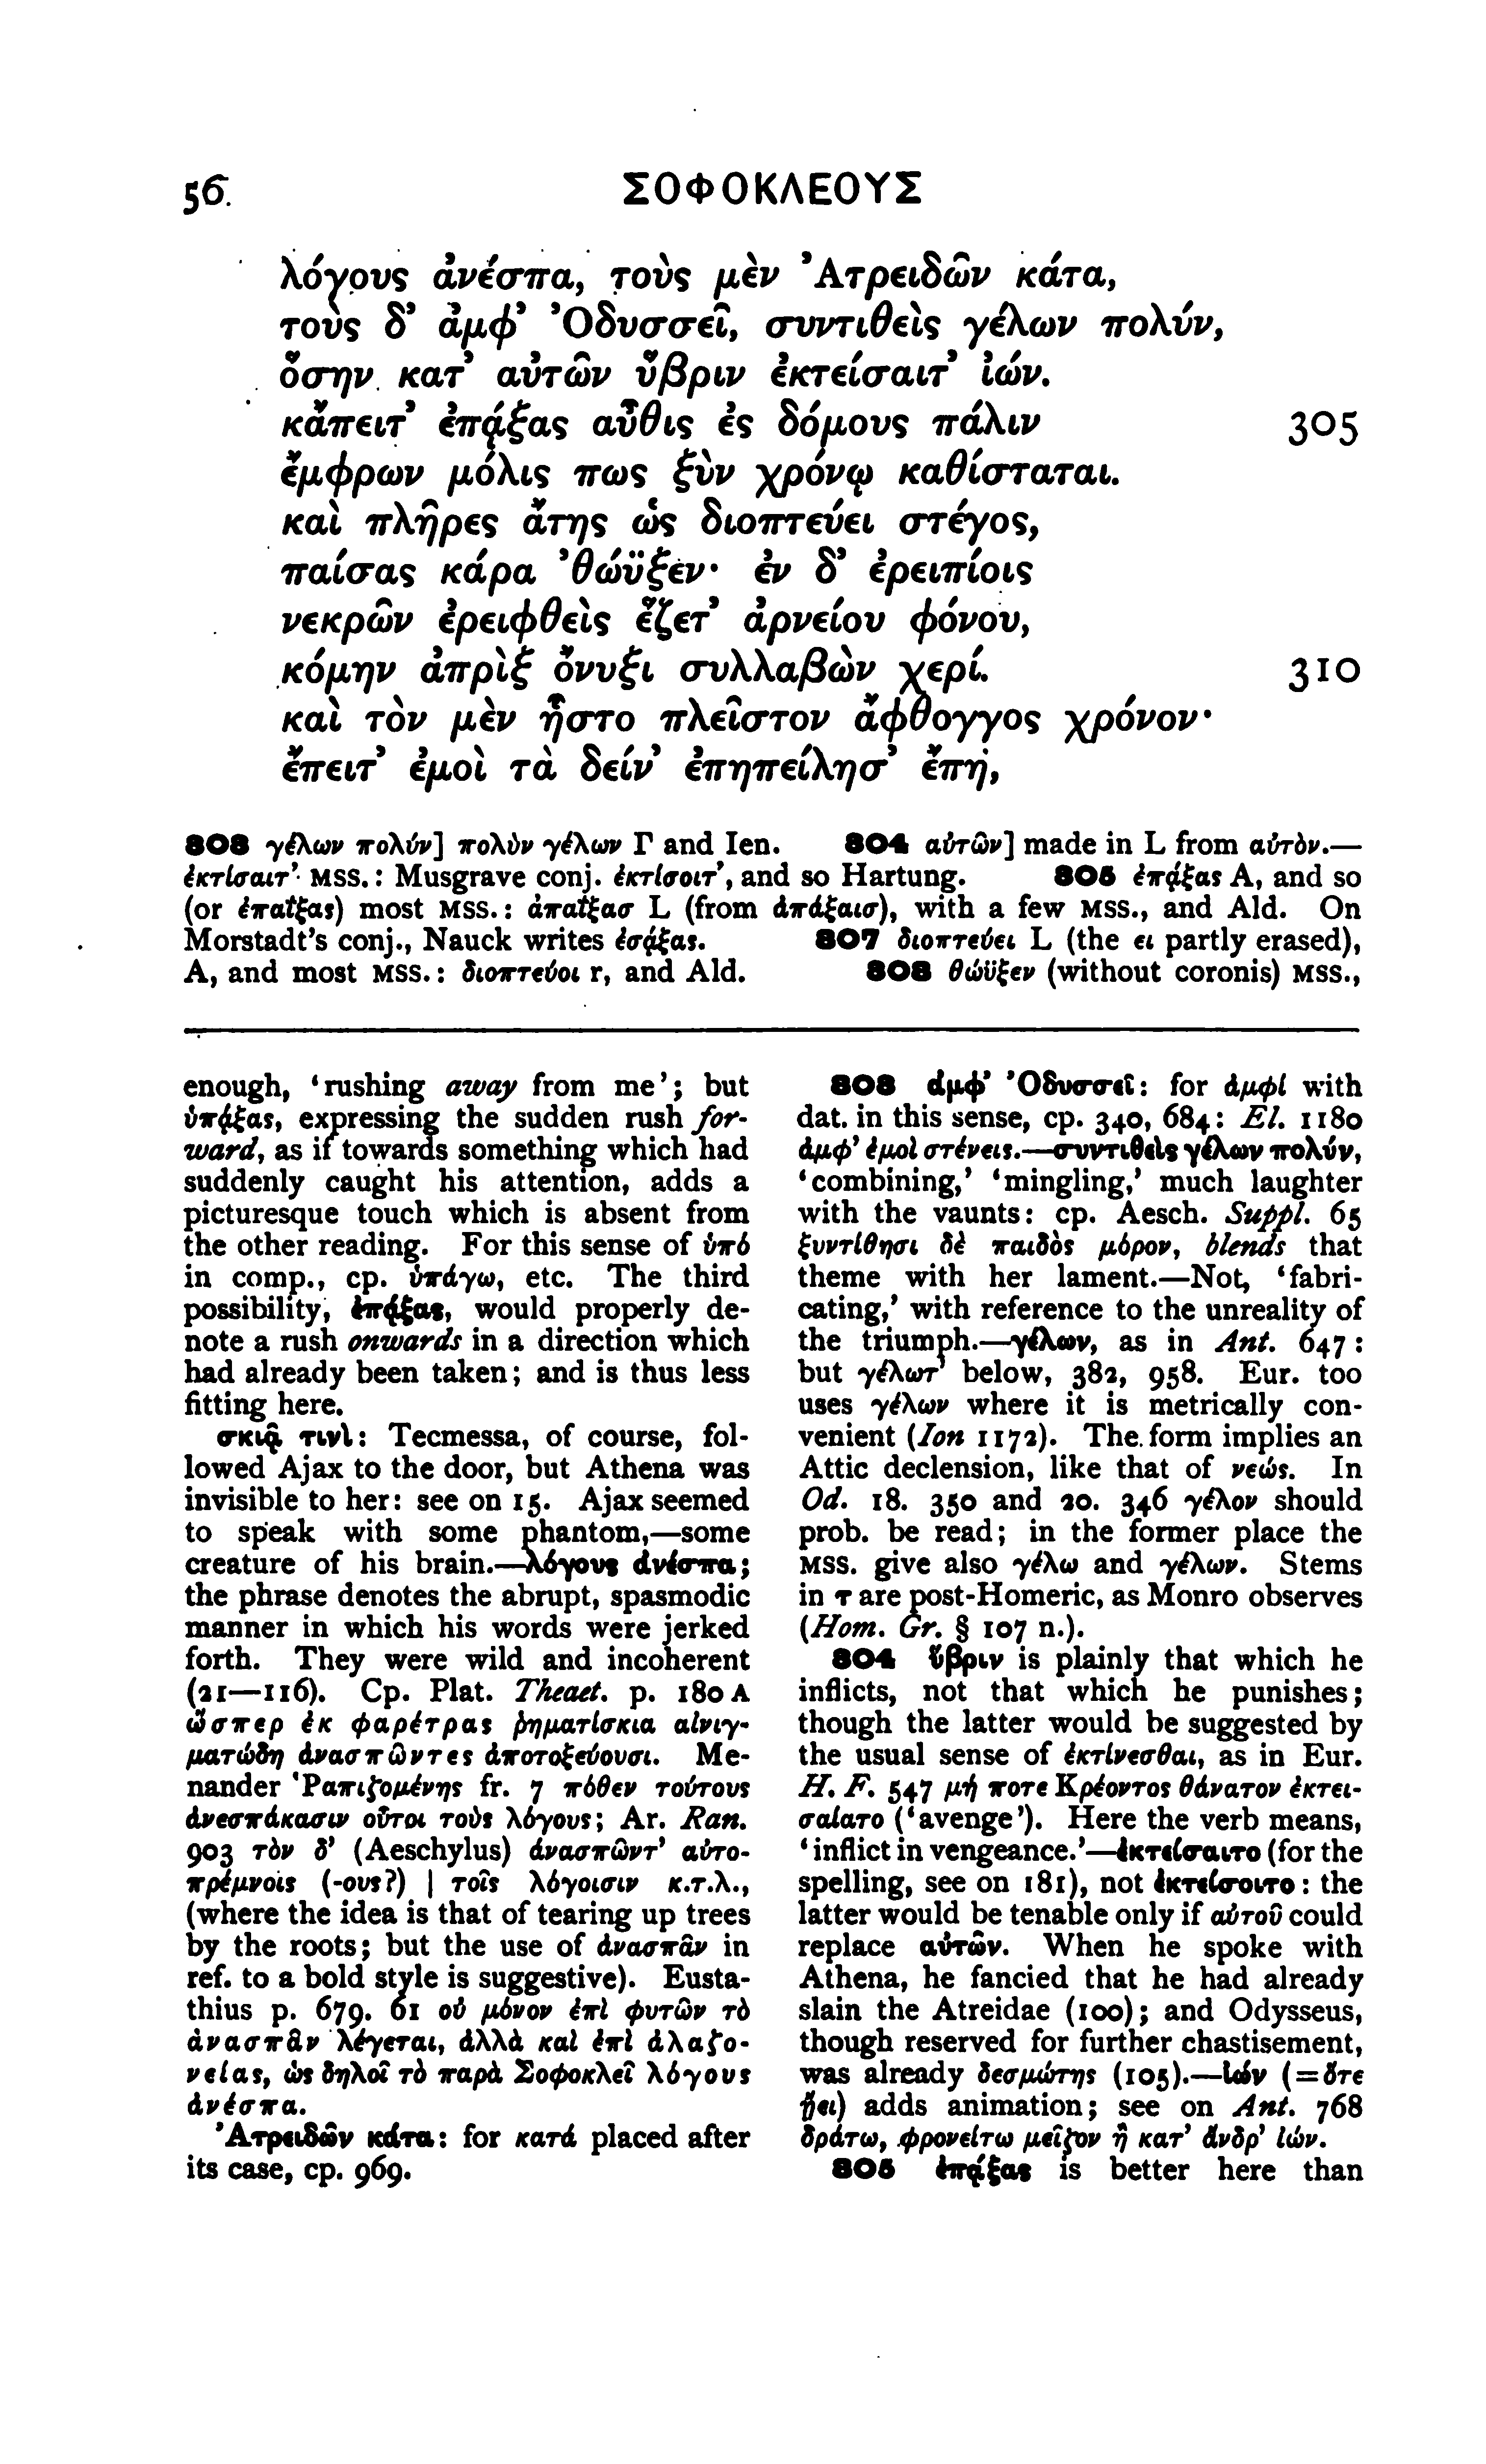 56.
ΣΟΦΟΚΛΕΟΥΣ
λόγους ἀνέσπα, τοὺς μὲν Ἀτρειδῶν κάτα,
τοὺς δ' ἀμφ' Ὀδυσσεῖ, συντιθεὶς γέλων πολύν,
ὅσην κατ' αὐτῶν ὕβριν ἐκτείσαιτ' ἰών.
κἄπειτ' ἐπᾴξας αὖθις ἐς δόμους πάλιν 305
ἔμφρων μόλις πως ξὺν χρόνῳ καθίσταται.
καὶ πλῆρες ἄτης ὡς διοπτεύει στέγος,
παίσας κάρα 'θώϋξεν· ἐν δ' ἐρειπίοις
νεκρῶν ἐρειφθεὶς ἕζετ' ἀρνείου φόνου,
κόμην ἀπρὶξ ὄνυξι συλλαβὼν χερί. 310
καὶ τὸν μὲν ἧστο πλεῖστον ἄφθογγος χρόνον·
ἔπειτ' ἐμοὶ τὰ δείν' ἐπηπείλησ' ἔπη,
303 γέλων πολύν] πολὺν γέλων Γ and Ien. 304 αὐτῶν] made in L from αὐτὸν.—
ἐκτίσαιτ' MSS.: Musgrave conj. ἐκτίσοιτ', and so Hartung. 305 ἐπᾴξας A, and so
(or ἐπαΐξας) most MSS.: ἀπαΐξασ L (from ἀπάξαισ), with a few MSS., and Ald. On
Morstadt's conj., Nauck writes ἐσᾴξας. 307 διοπτεύει L (the ει partly erased),
A, and most MSS.: διοπτεύοι r, and Ald. 308 θώϋξεν (without coronis) MSS.,
enough, 'rushing away from me'; but
ὑπᾴξας, expressing the sudden rush for-
ward, as if towards something which had
suddenly caught his attention, adds a
picturesque touch which is absent from
the other reading. For this sense of ὑπό
in comp., cp. ὑπάγω, etc. The third
possibility, ἐπᾴξας, would properly de-
note a rush onwards in a direction which
had already been taken; and is thus less
fitting here.
σκιᾷ τινὶ: Tecmessa, of course, fol-
lowed Ajax to the door, but Athena was
invisible to her: see on 15. Ajax seemed
to speak with some phantom,—some
creature of his brain.—λόγους ἀνέσπα;
the phrase denotes the abrupt, spasmodic
manner in which his words were jerked
forth. They were wild and incoherent
(21—116). Cp. Plat. Theaet. p. 180 A
ὥσπερ ἐκ φαρέτρας ῥηματίσκια αἰνιγ-
ματώδη ἀνασπῶντες ἀποτοξεύουσι. Me-
nander Ῥαπιζομένης fr. 7 πόθεν τούτους
ἀνεσπάκασιν οὗτοι τοὺς λόγους; Ar. Ran.
903 τὸν δ' (Aeschylus) ἀνασπῶντ' αὐτο-
πρέμνοις (-ους?) | τοῖς λόγοισιν κ.τ.λ.,
(where the idea is that of tearing up trees
by the roots; but the use of ἀνασπᾶν in
ref. to a bold style is suggestive). Eusta-
thius p. 679. 61 οὐ μόνον ἐπὶ φυτῶν τὸ
ἀνασπᾶν λέγεται, ἀλλὰ καὶ ἐπὶ ἀλαζο-
νείας, ὡς δηλοῖ τὸ παρὰ Σοφοκλεῖ λόγους
ἀνέσπα.
Ἀτρειδῶν κάτα: for κατά placed after
its case, cp. 969.
303 ἀμφ' Ὀδυσσεῖ: for ἀμφί with
dat. in this sense, cp. 340, 684: El. 1180
ἀμφ' ἐμοὶ στένεις.—συντιθεὶς γέλων πολύν,
'combining,' 'mingling,' much laughter
with the vaunts: cp. Aesch. Suppl. 65
ξυντίθησι δὲ παιδὸς μόρον, blends that
theme with her lament.—Not, 'fabri-
cating,' with reference to the unreality of
the triumph.—γέλων, as in Ant. 647:
but γέλωτ' below, 382, 958. Eur. too
uses γέλων where it is metrically con-
venient (Ion 1172). The form implies an
Attic declension, like that of νεώς. In
Od. 18. 350 and 20. 346 γέλον should
prob. be read; in the former place the
MSS. give also γέλω and γέλων. Stems
in τ are post-Homeric, as Monro observes
(Hom. Gr. § 107 n.).
304 ὕβριν is plainly that which he
inflicts, not that which he punishes;
though the latter would be suggested by
the usual sense of ἐκτίνεσθαι, as in Eur.
H. F. 547 μή ποτε Κρέοντος θάνατον ἐκτει-
σαίατο ('avenge'). Here the verb means,
'inflict in vengeance.'—ἐκτείσαιτο (for the
spelling, see on 181), not ἐκτείσοιτο: the
latter would be tenable only if αὐτοῦ could
replace αὐτῶν. When he spoke with
Athena, he fancied that he had already
slain the Atreidae (100); and Odysseus,
though reserved for further chastisement,
was already δεσμώτης (105).—ἰών (=ὅτε
ᾔει) adds animation; see on Ant. 768
δράτω, φρονείτω μεῖζον ἢ κατ' ἄνδρ' ἰών.
305 ἐπᾴξας is better here than